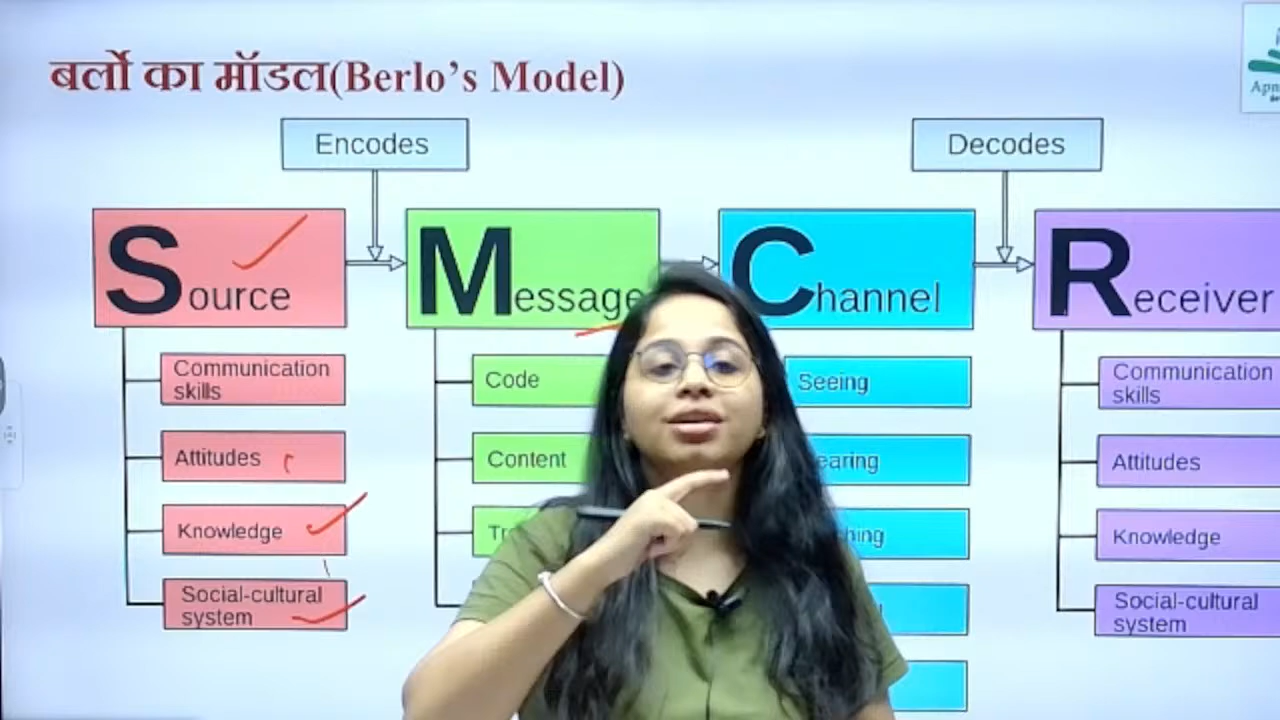 बर्लो का मॉडल(Berlo's Model)
Encodes
Decodes
Source
Message
Channel
Receiver
Communication
skills
Attitudes
Knowledge
Social-cultural
system
Code
Content
Seeing
Communication
skills
Attitudes
Knowledge
Social-cultural
system